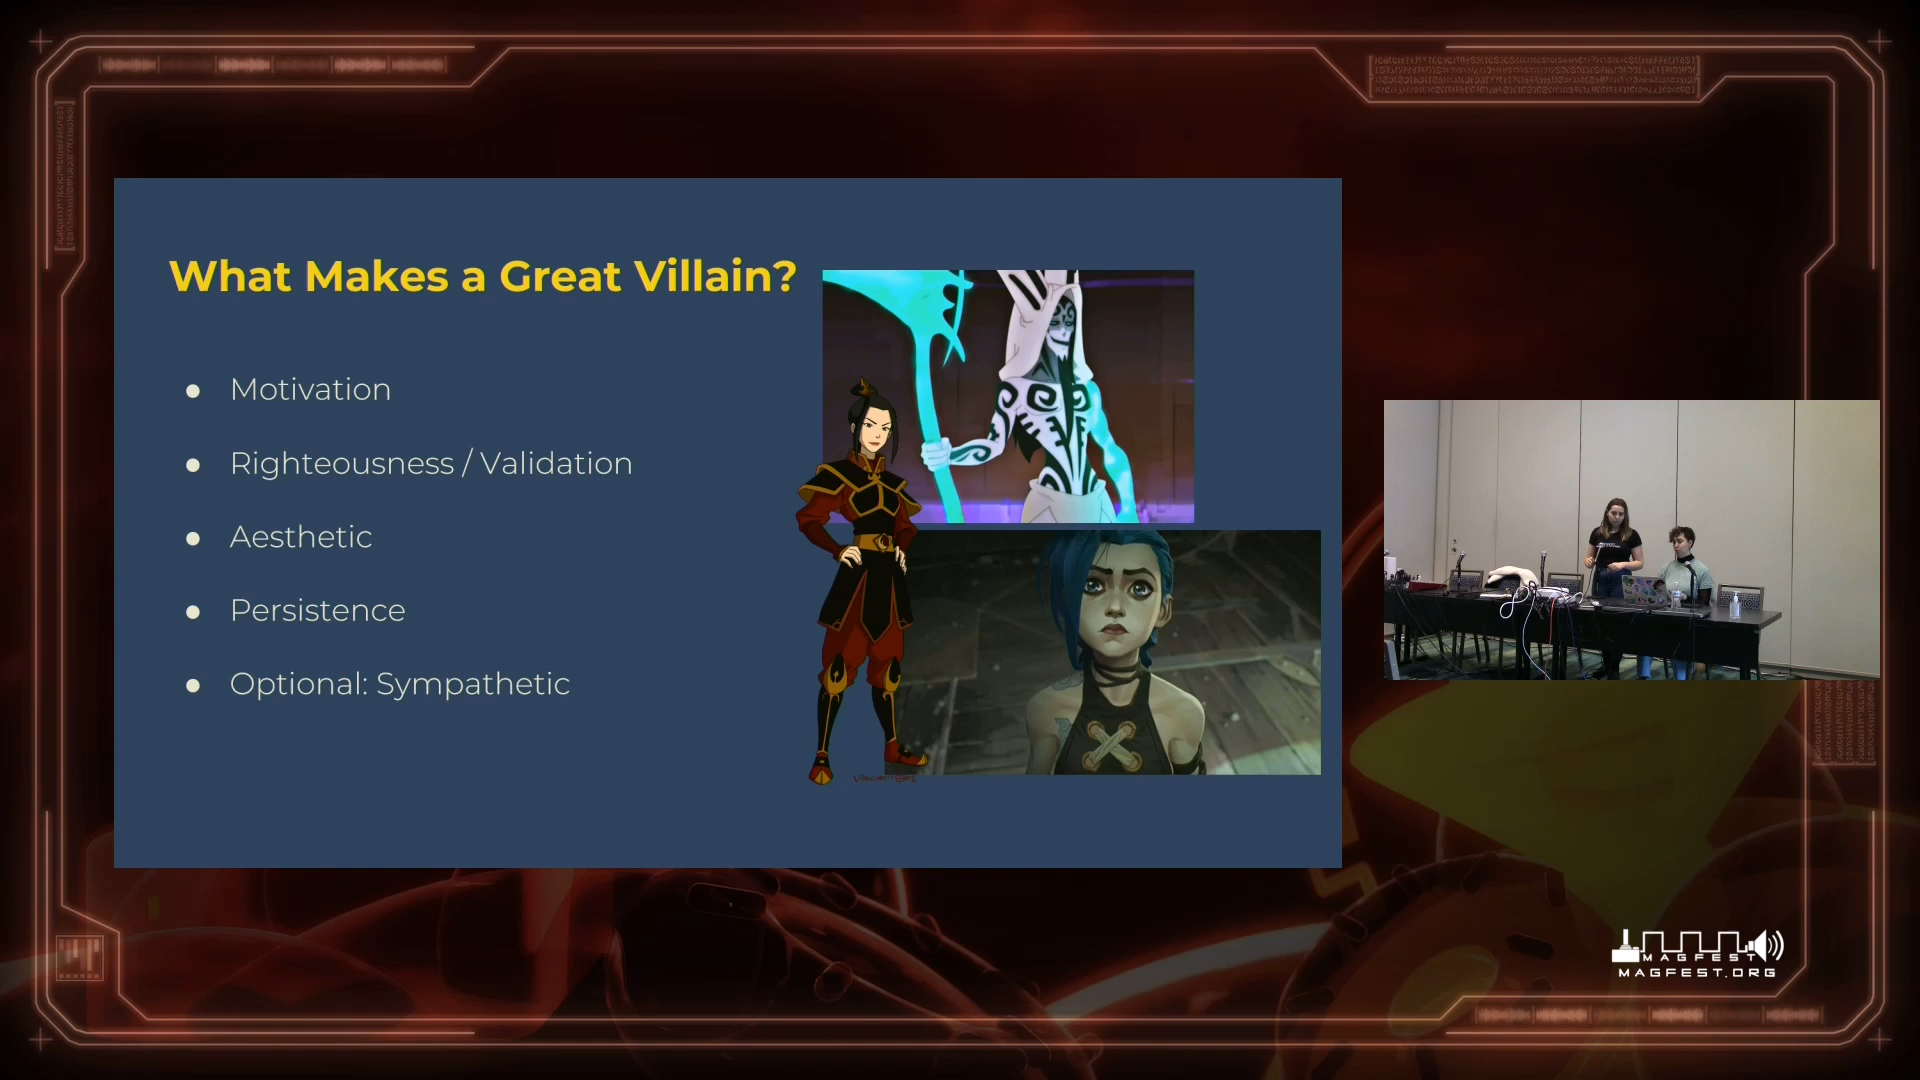 What Makes a Great Villain?
● Motivation
● Righteousness / Validation
● Aesthetic
● Persistence
● Optional: Sympathetic
MAGFEST
MAGFEST.ORG